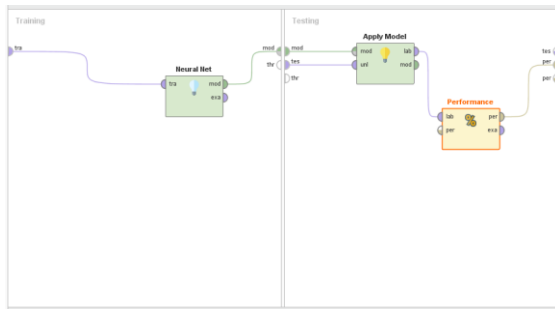 Training
tra
Neural Net
tra
mod
exa
mod
thr
Testing
mod
tes
thr
Apply Model
mod
lab
unl
mod
Performance
lab
per
per
exa
tes
per
per